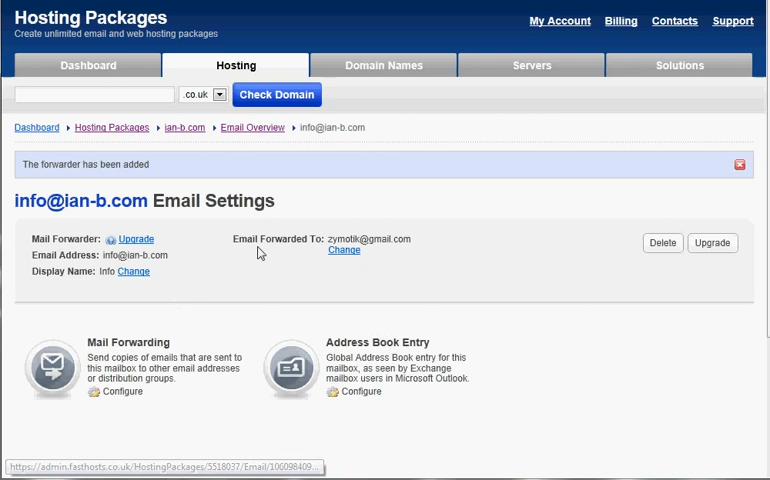 Hosting Packages
Create unlimited email and web hosting packages
My Account Billing Contacts Support
Dashboard Hosting Domain Names Servers Solutions
.co.uk Check Domain
Dashboard Hosting Packages ian-b.com Email Overview info@ian-b.com
The forwarder has been added
info@ian-b.com Email Settings
Mail Forwarder: Upgrade Email Forwarded To: zymotik@gmail.com Delete Upgrade
Email Address: info@ian-b.com Change
Display Name: Info Change
Mail Forwarding
Send copies of emails that are sent to
this mailbox to other email addresses
or distribution groups.
Configure
Address Book Entry
Global Address Book entry for this
mailbox, as seen by Exchange
mailbox users in Microsoft Outlook.
Configure
https://admin.fasthosts.co.uk/HostingPackages/5518037/Email/106098409...